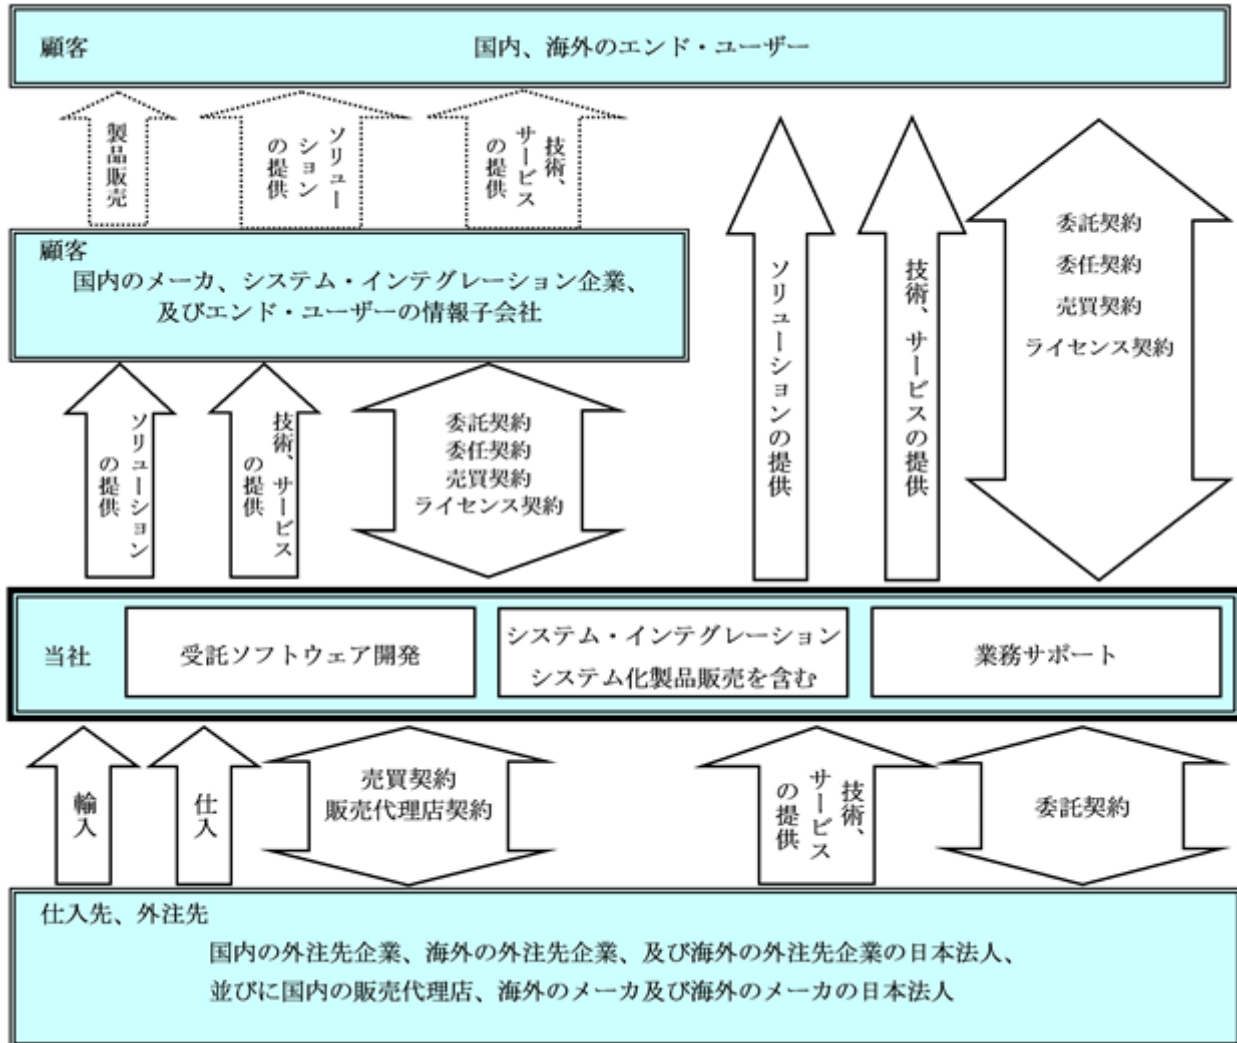 顧客
国内、海外のエンド・ユーザー
製品販売
ソリューション
の提供
技術、
サービス
の提供
顧客
国内のメーカ、システム・インテグレーション企業、
及びエンド・ユーザーの情報子会社
ソリューションの提供
技術、サービスの提供
委託契約
委任契約
売買契約
ライセンス契約
ソリューション
の提供
技術、サービス
の提供
委託契約
委任契約
売買契約
ライセンス契約
当社
受託ソフトウェア開発
システム・インテグレーション
システム化製品販売を含む
業務サポート
輸入
仕入
売買契約
販売代理店契約
技術、
サービス
の提供
委託契約
仕入先、外注先
国内の外注先企業、海外の外注先企業、及び海外の外注先企業の日本法人、
並びに国内の販売代理店、海外のメーカ及び海外のメーカの日本法人